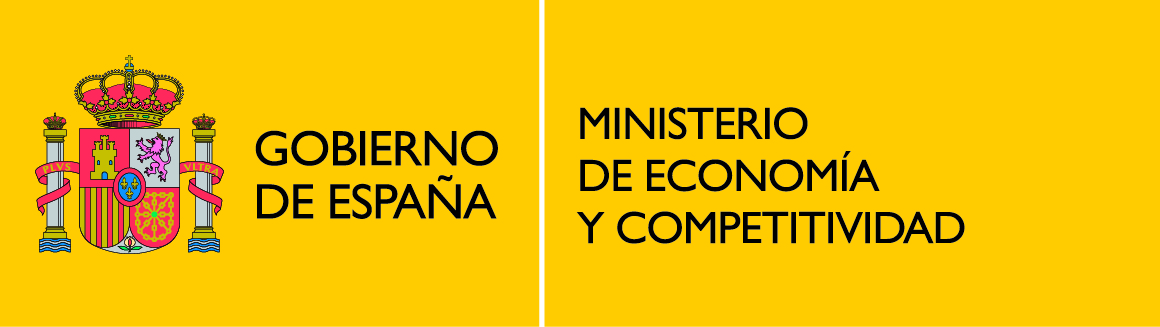 PLVS VLTRA
GOBIERNO
DE ESPAÑA
MINISTERIO
DE ECONOMÍA
Y COMPETITIVIDAD